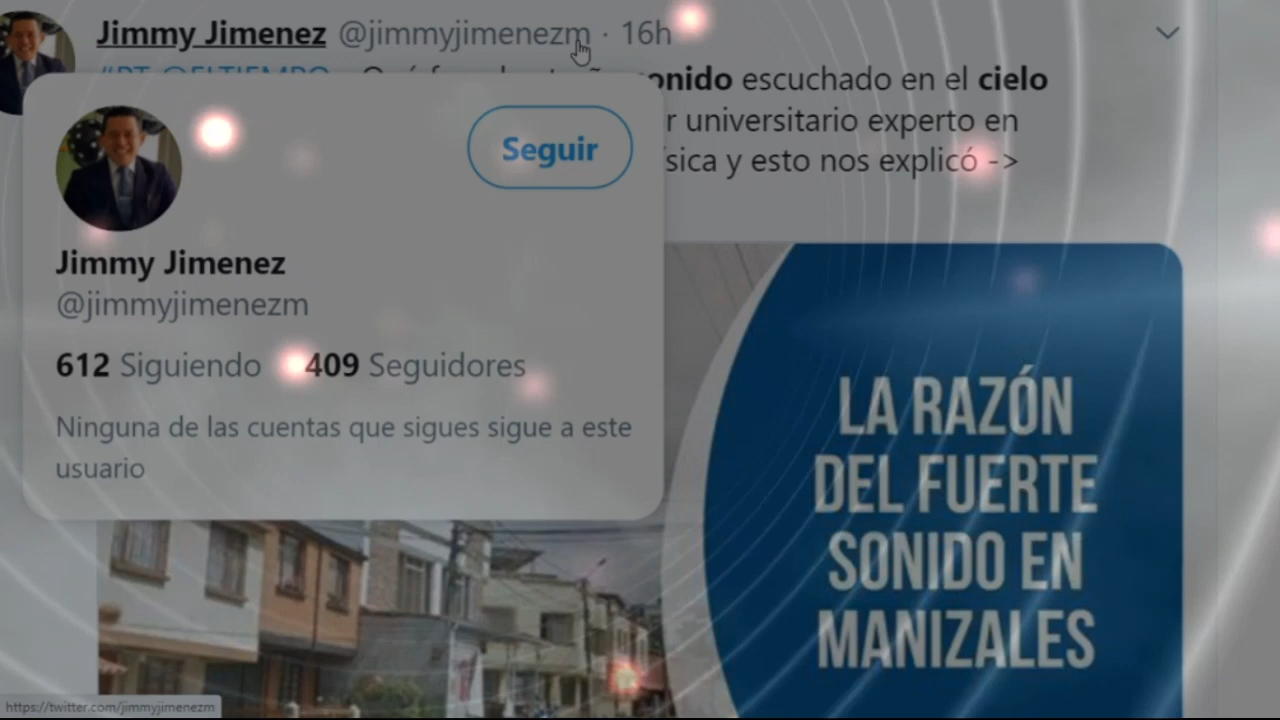 Jimmy Jimenez @jimmyjimenezm · 16h
#RT @ELTIEMPO
sonido escuchado en el cielo
r universitario experto en
ísica y esto nos explicó ->
Seguir
Jimmy Jimenez
@jimmyjimenezm
612 Siguiendo 409 Seguidores
Ninguna de las cuentas que sigues sigue a este
usuario
LA RAZÓN
DEL FUERTE
SONIDO EN
MANIZALES
https://twitter.com/jimmyjimenezm